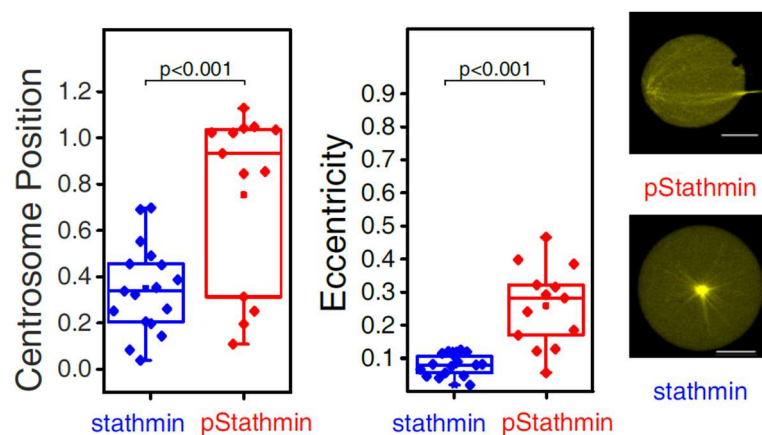 Centrosome Position
1.2
1.0
0.8
0.6
0.4
0.2
0.0
p<0.001
stathmin
pStathmin
Eccentricity
0.9
0.8
0.7
0.6
0.5
0.4
0.3
0.2
0.1
p<0.001
stathmin
pStathmin
pStathmin
stathmin